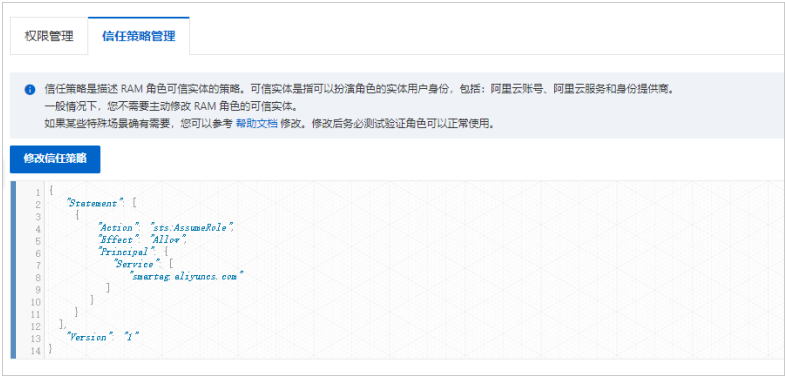 权限管理
信任策略管理
信任策略是描述 RAM 角色可信实体的策略。可信实体是指可以扮演角色的实体用户身份，包括：阿里云账号、阿里云服务和身份提供商。
一般情况下，您不需要主动修改 RAM 角色的可信实体。
如果某些特殊场景确有需要，您可以参考 帮助文档 修改。修改后务必测试验证角色可以正常使用。
修改信任策略
1 {
2 "Statement": [
3 {
4 "Action": "sts:AssumeRole",
5 "Effect": "Allow",
6 "Principal": {
7 "Service": [
8 "smartag.aliyuncs.com"
9 ]
10 }
11 }
12 ],
13 "Version": "1"
14 }